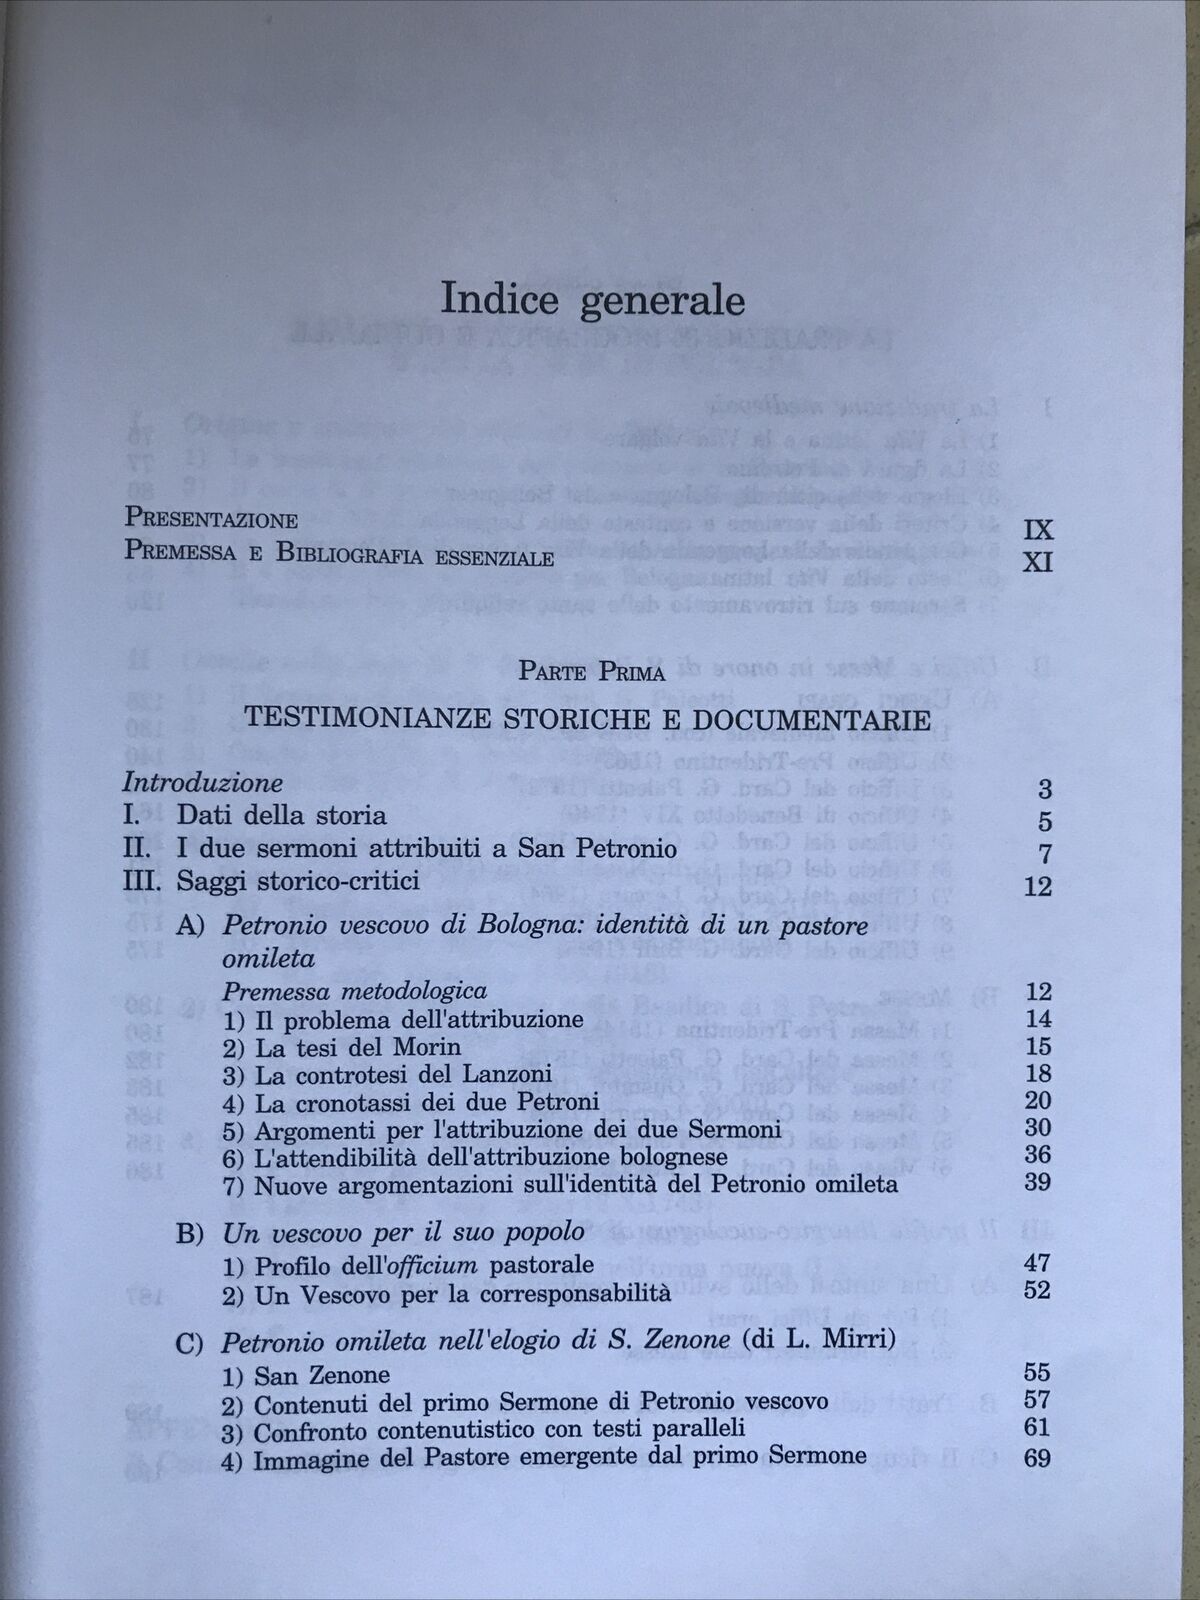 Indice generale
PRESENTAZIONE IX
PREMESSA E BIBLIOGRAFIA ESSENZIALE XI
PARTE PRIMA
TESTIMONIANZE STORICHE E DOCUMENTARIE
Introduzione 3
I. Dati della storia 5
II. I due sermoni attribuiti a San Petronio 7
III. Saggi storico-critici 12
A) Petronio vescovo di Bologna: identità di un pastore
omileta
Premessa metodologica 12
1) Il problema dell'attribuzione 14
2) La tesi del Morin 15
3) La controtesi del Lanzoni 18
4) La cronotassi dei due Petroni 20
5) Argomenti per l'attribuzione dei due Sermoni 30
6) L'attendibilità dell'attribuzione bolognese 36
7) Nuove argomentazioni sull'identità del Petronio omileta 39
B) Un vescovo per il suo popolo
1) Profilo dell'officium pastorale 47
2) Un Vescovo per la corresponsabilità 52
C) Petronio omileta nell'elogio di S. Zenone (di L. Mirri)
1) San Zenone 55
2) Contenuti del primo Sermone di Petronio vescovo 57
3) Confronto contenutistico con testi paralleli 61
4) Immagine del Pastore emergente dal primo Sermone 69